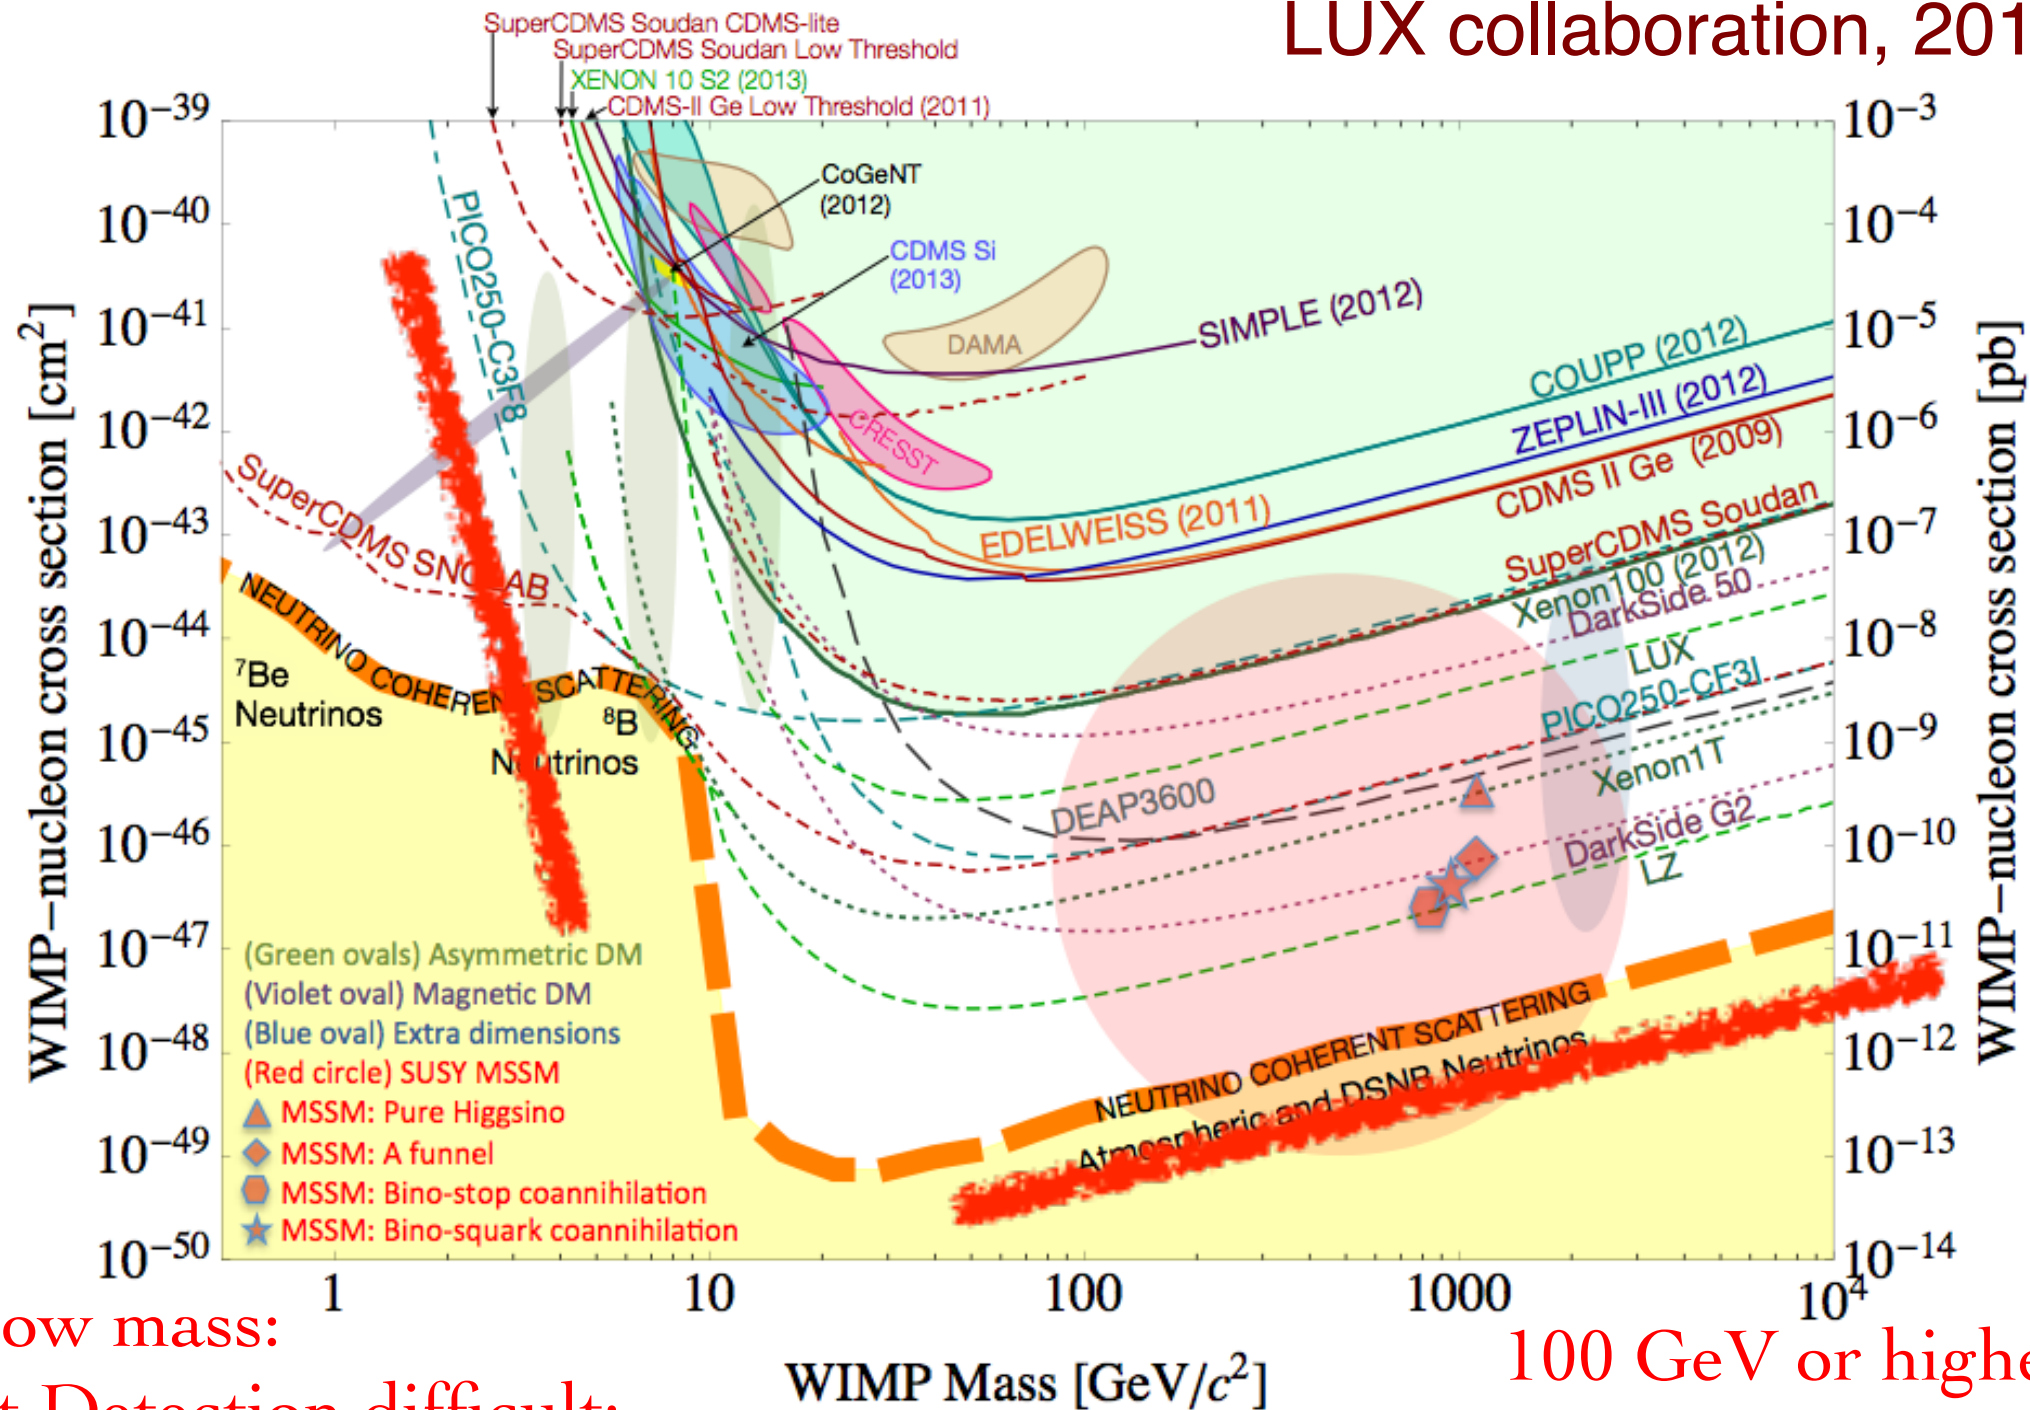 LUX collaboration, 201
SuperCDMS Soudan CDMS-lite
SuperCDMS Soudan Low Threshold
XENON 10 S2 (2013)
CDMS-II Ge Low Threshold (2011)
10−39
10−40
10−41
10−42
10−43
10−44
10−45
10−46
10−47
10−48
10−49
10−50
WIMP−nucleon cross section [cm2]
10−3
10−4
10−5
10−6
10−7
10−8
10−9
10−10
10−11
10−12
10−13
10−14
WIMP−nucleon cross section [pb]
CoGeNT
(2012)
CDMS Si
(2013)
PICO250-C3F8
DAMA
SIMPLE (2012)
COUPP (2012)
ZEPLIN-III (2012)
CRESST
CDMS II Ge (2009)
EDELWEISS (2011)
SuperCDMS Soudan
Xenon100 (2012)
DarkSide 50
LUX
PICO250-CF3I
Xenon1T
DEAP3600
DarkSide G2
LZ
SuperCDMS SNOLAB
NEUTRINO COHERENT SCATTERING
7Be
Neutrinos
8B
Neutrinos
NEUTRINO COHERENT SCATTERING
Atmospheric and DSNB Neutrinos
(Green ovals) Asymmetric DM
(Violet oval) Magnetic DM
(Blue oval) Extra dimensions
(Red circle) SUSY MSSM
MSSM: Pure Higgsino
MSSM: A funnel
MSSM: Bino-stop coannihilation
MSSM: Bino-squark coannihilation
1
10
100
1000
104
WIMP Mass [GeV/c2]
ow mass:
t Detection difficult:
100 GeV or highe